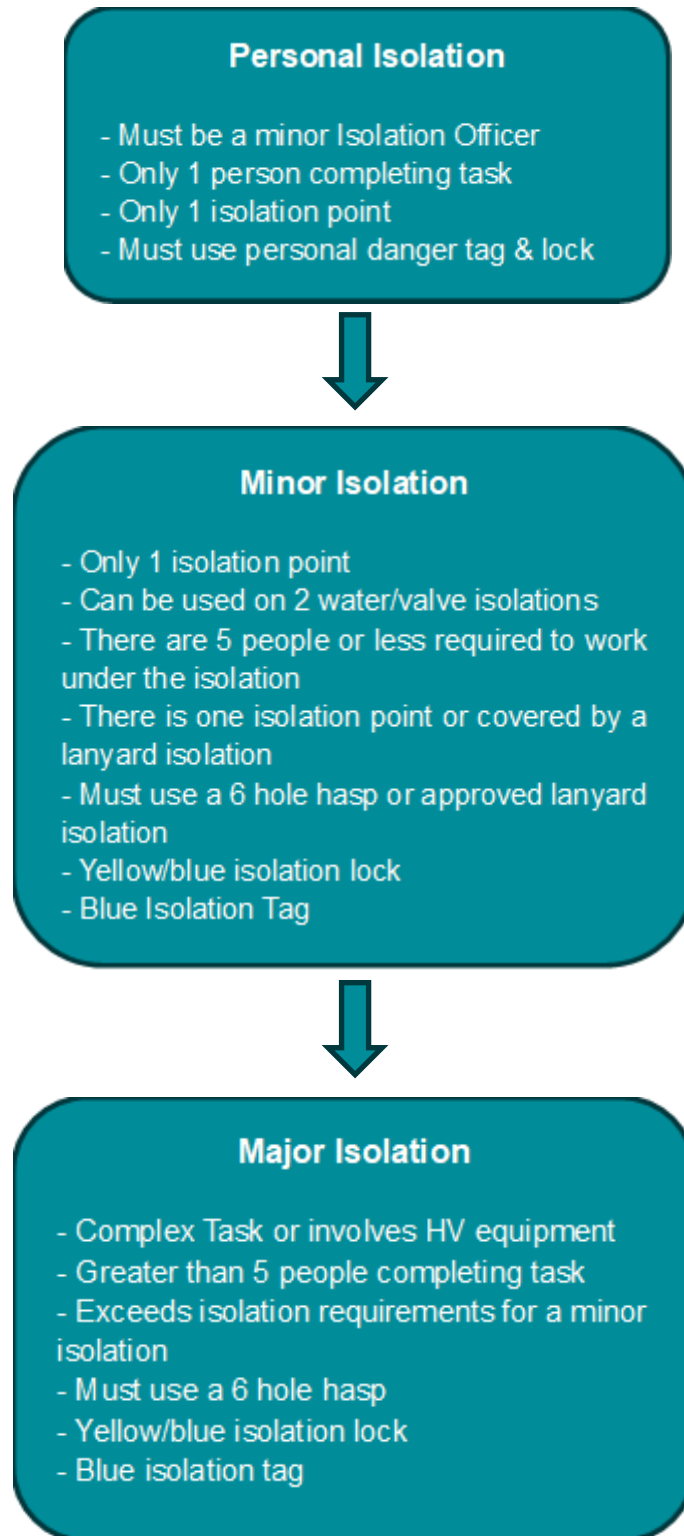 Personal Isolation
- Must be a minor Isolation Officer
- Only 1 person completing task
- Only 1 isolation point
- Must use personal danger tag & lock
Minor Isolation
- Only 1 isolation point
- Can be used on 2 water/valve isolations
- There are 5 people or less required to work
under the isolation
- There is one isolation point or covered by a
lanyard isolation
- Must use a 6 hole hasp or approved lanyard
isolation
- Yellow/blue isolation lock
- Blue Isolation Tag
Major Isolation
- Complex Task or involves HV equipment
- Greater than 5 people completing task
- Exceeds isolation requirements for a minor
isolation
- Must use a 6 hole hasp
- Yellow/blue isolation lock
- Blue isolation tag